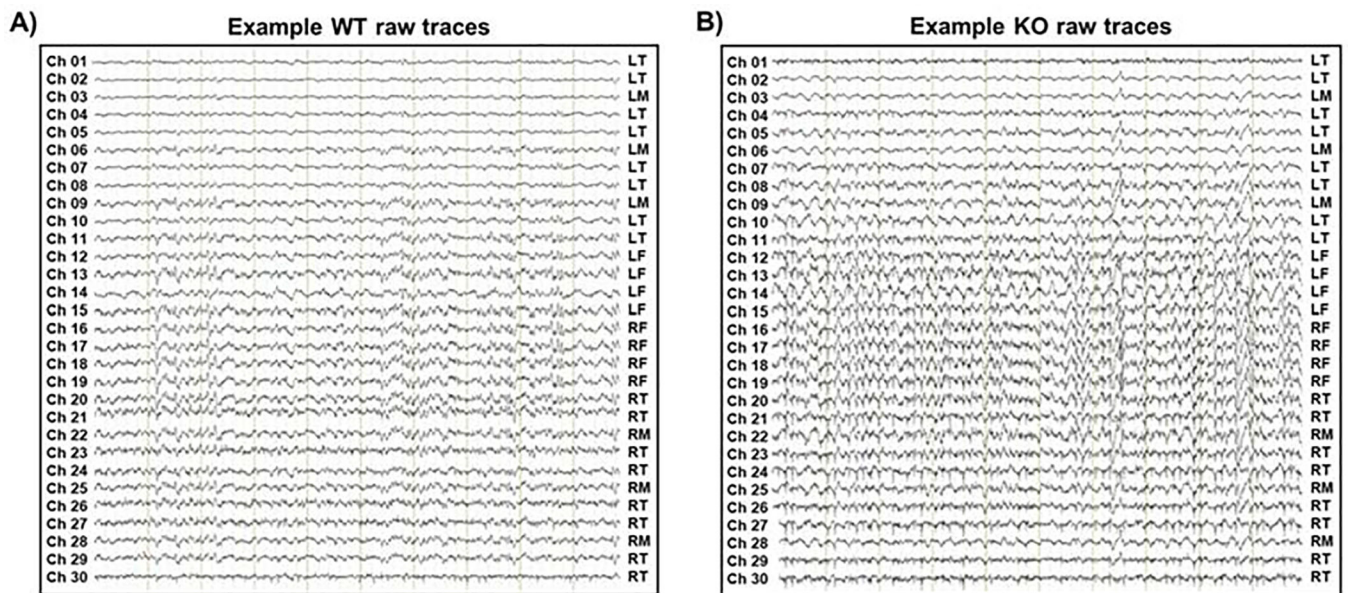 A) Example WT raw traces
Ch 01 LT
Ch 02 LT
Ch 03 LM
Ch 04 LT
Ch 05 LT
Ch 06 LM
Ch 07 LT
Ch 08 LT
Ch 09 LM
Ch 10 LT
Ch 11 LT
Ch 12 LF
Ch 13 LF
Ch 14 LF
Ch 15 LF
Ch 16 RF
Ch 17 RF
Ch 18 RF
Ch 19 RF
Ch 20 RT
Ch 21 RT
Ch 22 RM
Ch 23 RT
Ch 24 RT
Ch 25 RM
Ch 26 RT
Ch 27 RT
Ch 28 RM
Ch 29 RT
Ch 30 RT
B) Example KO raw traces
Ch 01 LT
Ch 02 LT
Ch 03 LM
Ch 04 LT
Ch 05 LT
Ch 06 LM
Ch 07 LT
Ch 08 LT
Ch 09 LM
Ch 10 LT
Ch 11 LT
Ch 12 LF
Ch 13 LF
Ch 14 LF
Ch 15 LF
Ch 16 RF
Ch 17 RF
Ch 18 RF
Ch 19 RF
Ch 20 RT
Ch 21 RT
Ch 22 RM
Ch 23 RT
Ch 24 RT
Ch 25 RM
Ch 26 RT
Ch 27 RT
Ch 28 RM
Ch 29 RT
Ch 30 RT